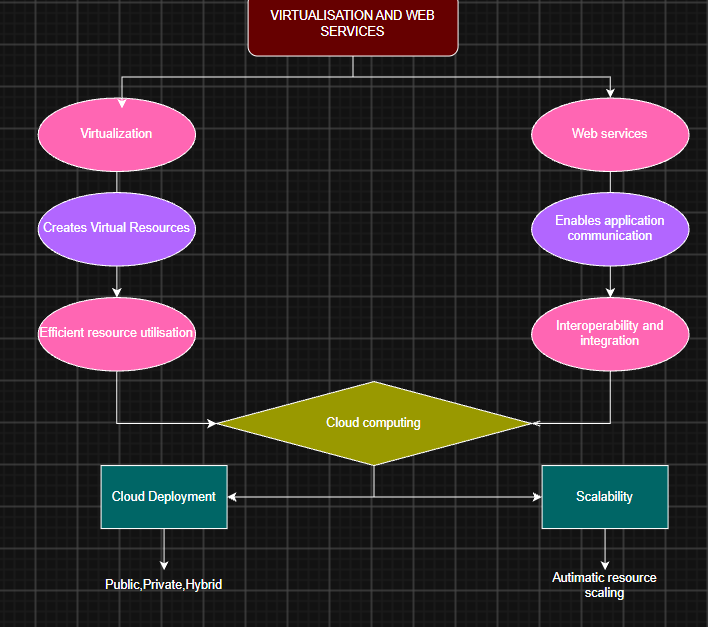 VIRTUALISATION AND WEB
SERVICES
Virtualization
Web services
Creates Virtual Resources
Enables application
communication
Efficient resource utilisation
Interoperability and
integration
Cloud computing
Cloud Deployment
Scalability
Public,Private,Hybrid
Autimatic resource
scaling